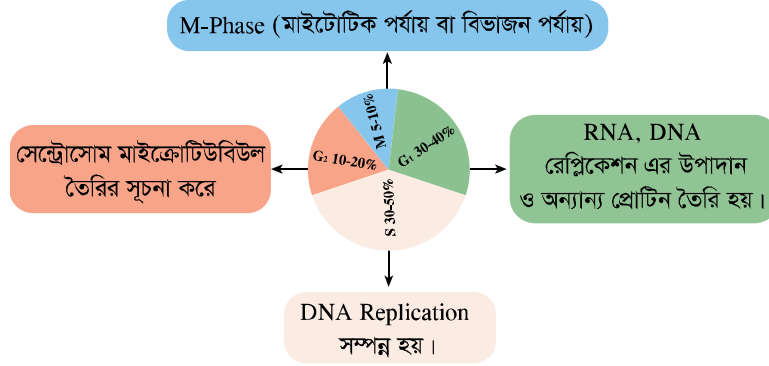 M-Phase (মাইটোটিক পর্যায় বা বিভাজন পর্যায়)
M 5-10%
সেন্ট্রোসোম মাইক্রোটিউবিউল
তৈরির সূচনা করে
G₂ 10-20%
G₁ 30-40%
RNA, DNA
রেপ্লিকেশন এর উপাদান
ও অন্যান্য প্রোটিন তৈরি হয়।
S 30-50%
DNA Replication
সম্পন্ন হয়।